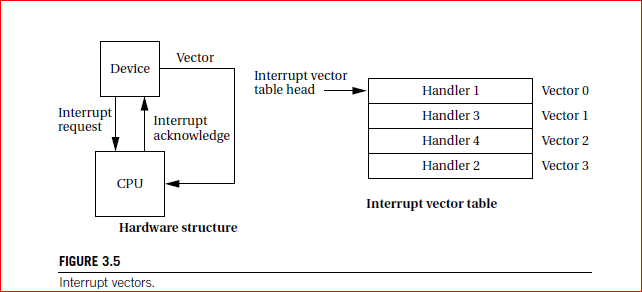 Device
Vector
Interrupt
request
Interrupt
acknowledge
CPU
Hardware structure
Interrupt vector
table head
Handler 1
Vector 0
Handler 3
Vector 1
Handler 4
Vector 2
Handler 2
Vector 3
Interrupt vector table
FIGURE 3.5
Interrupt vectors.